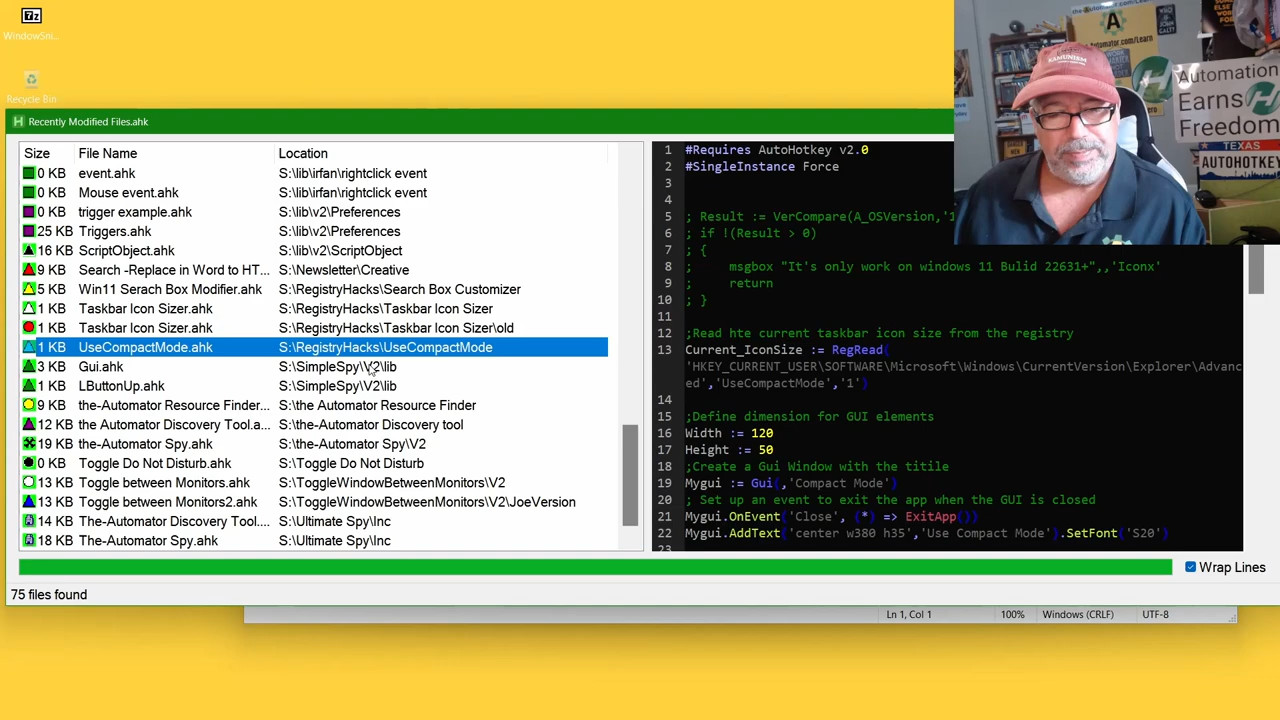 WindowSni...
Recycle Bin
Recently Modified Files.ahk
Size File Name Location
0 KB event.ahk S:\lib\irfan\rightclick event
0 KB Mouse event.ahk S:\lib\irfan\rightclick event
0 KB trigger example.ahk S:\lib\v2\Preferences
25 KB Triggers.ahk S:\lib\v2\Preferences
16 KB ScriptObject.ahk S:\lib\v2\ScriptObject
9 KB Search -Replace in Word to HT... S:\Newsletter\Creative
5 KB Win11 Serach Box Modifier.ahk S:\RegistryHacks\Search Box Customizer
1 KB Taskbar Icon Sizer.ahk S:\RegistryHacks\Taskbar Icon Sizer
1 KB Taskbar Icon Sizer.ahk S:\RegistryHacks\Taskbar Icon Sizer\old
1 KB UseCompactMode.ahk S:\RegistryHacks\UseCompactMode
3 KB Gui.ahk S:\SimpleSpy\V2\lib
1 KB LButtonUp.ahk S:\SimpleSpy\V2\lib
9 KB the-Automator Resource Finder... S:\the Automator Resource Finder
12 KB the Automator Discovery Tool.a... S:\the-Automator Discovery tool
19 KB the-Automator Spy.ahk S:\the-Automator Spy\V2
0 KB Toggle Do Not Disturb.ahk S:\Toggle Do Not Disturb
13 KB Toggle between Monitors.ahk S:\ToggleWindowBetweenMonitors\V2
13 KB Toggle between Monitors2.ahk S:\ToggleWindowBetweenMonitors\V2\JoeVersion
14 KB The-Automator Discovery Tool.... S:\Ultimate Spy\Inc
18 KB The-Automator Spy.ahk S:\Ultimate Spy\Inc
75 files found
1 #Requires AutoHotkey v2.0
2 #SingleInstance Force
3
4
5 ; Result := VerCompare(A_OSVersion,'1
6 ; if !(Result > 0)
7 ; {
8 msgbox "It's only work on windows 11 Bulid 22631+",,'Iconx'
9 ; return
10 ; }
11
12 ;Read hte current taskbar icon size from the registry
13 Current_IconSize := RegRead(
'HKEY_CURRENT_USER\SOFTWARE\Microsoft\Windows\CurrentVersion\Explorer\Advanc
ed','UseCompactMode','1')
14
15 ;Define dimension for GUI elements
16 Width := 120
17 Height := 50
18 ;Create a Gui Window with the titile
19 Mygui := Gui(,'Compact Mode')
20 ; Set up an event to exit the app when the GUI is closed
21 Mygui.OnEvent('Close', (*) => ExitApp())
22 Mygui.AddText('center w380 h35','Use Compact Mode').SetFont('S20')
23
Wrap Lines
Ln 1, Col 1 100% Windows (CRLF) UTF-8
Automation
Earns
Freedom
TEXAS
AUTOHOTKEY